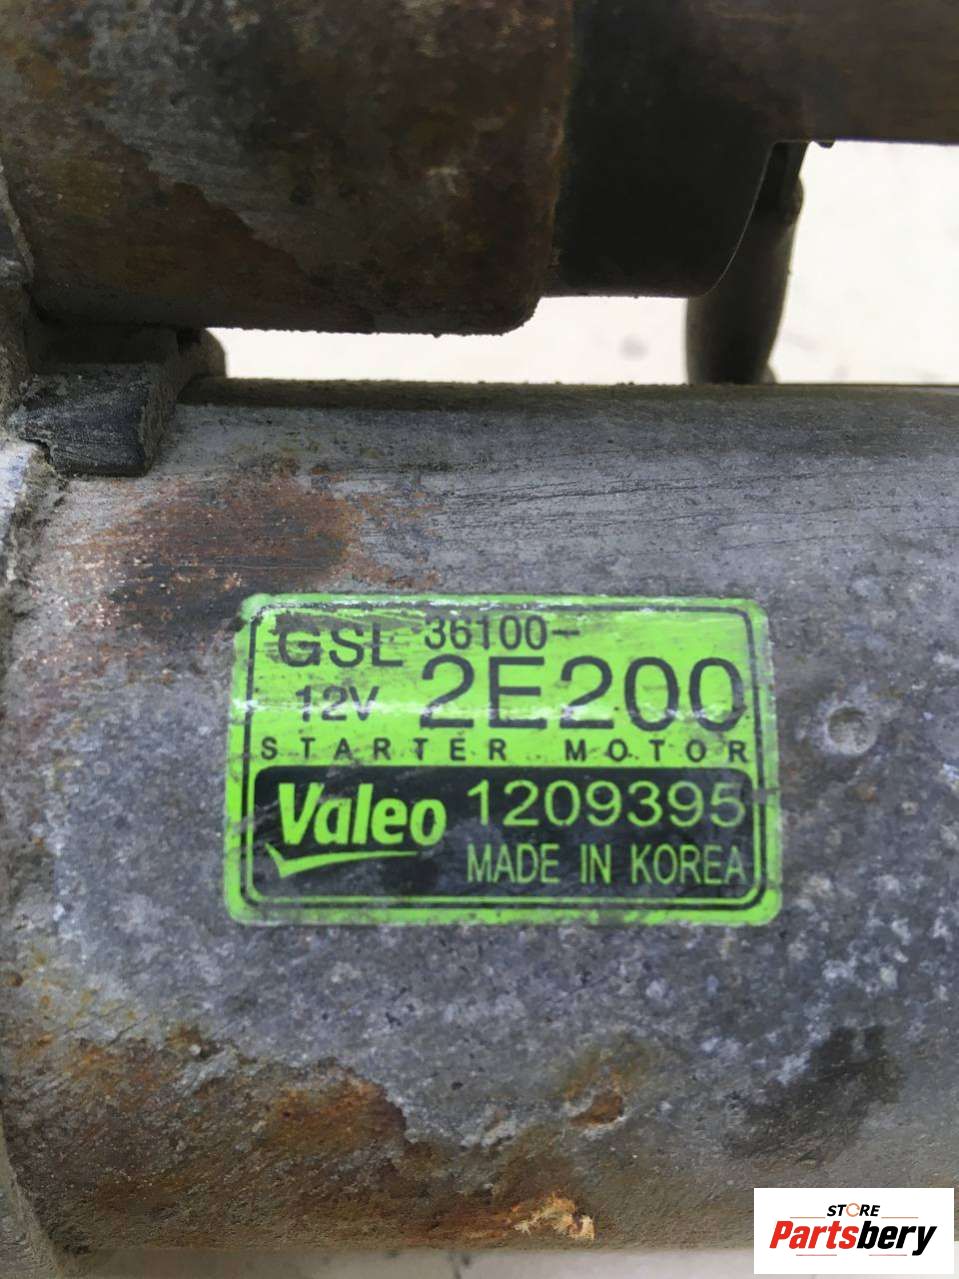 GSL 36100-
12V 2E200
STARTER MOTOR
Valeo 1209395
MADE IN KOREA
STORE
Partsbery